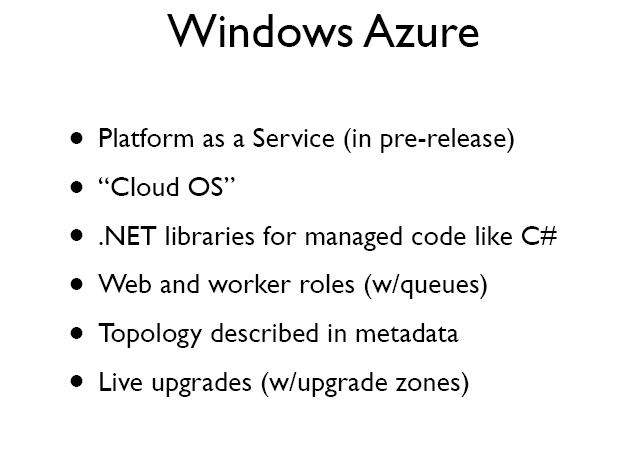 Windows Azure
• Platform as a Service (in pre-release)
• “Cloud OS”
• .NET libraries for managed code like C#
• Web and worker roles (w/queues)
• Topology described in metadata
• Live upgrades (w/upgrade zones)